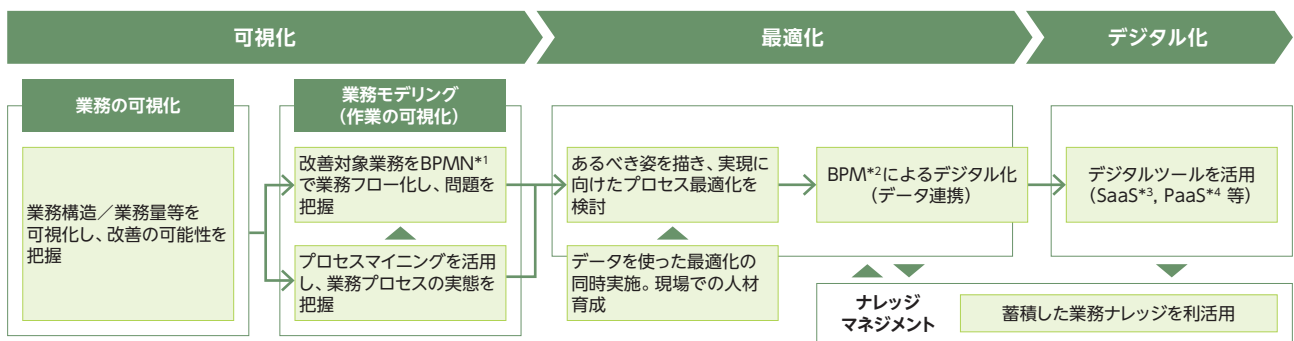 可視化
最適化
デジタル化
業務の可視化
業務構造／業務量等を
可視化し、改善の可能性を
把握
業務モデリング
（作業の可視化）
改善対象業務をBPMN*1
で業務フロー化し、問題を
把握
プロセスマイニングを活用
し、業務プロセスの実態を
把握
あるべき姿を描き、実現に
向けたプロセス最適化を
検討
データを使った最適化の
同時実施。現場での人材
育成
BPM*2によるデジタル化
（データ連携）
デジタルツールを活用
（SaaS*3, PaaS*4 等）
ナレッジ
マネジメント
蓄積した業務ナレッジを利活用